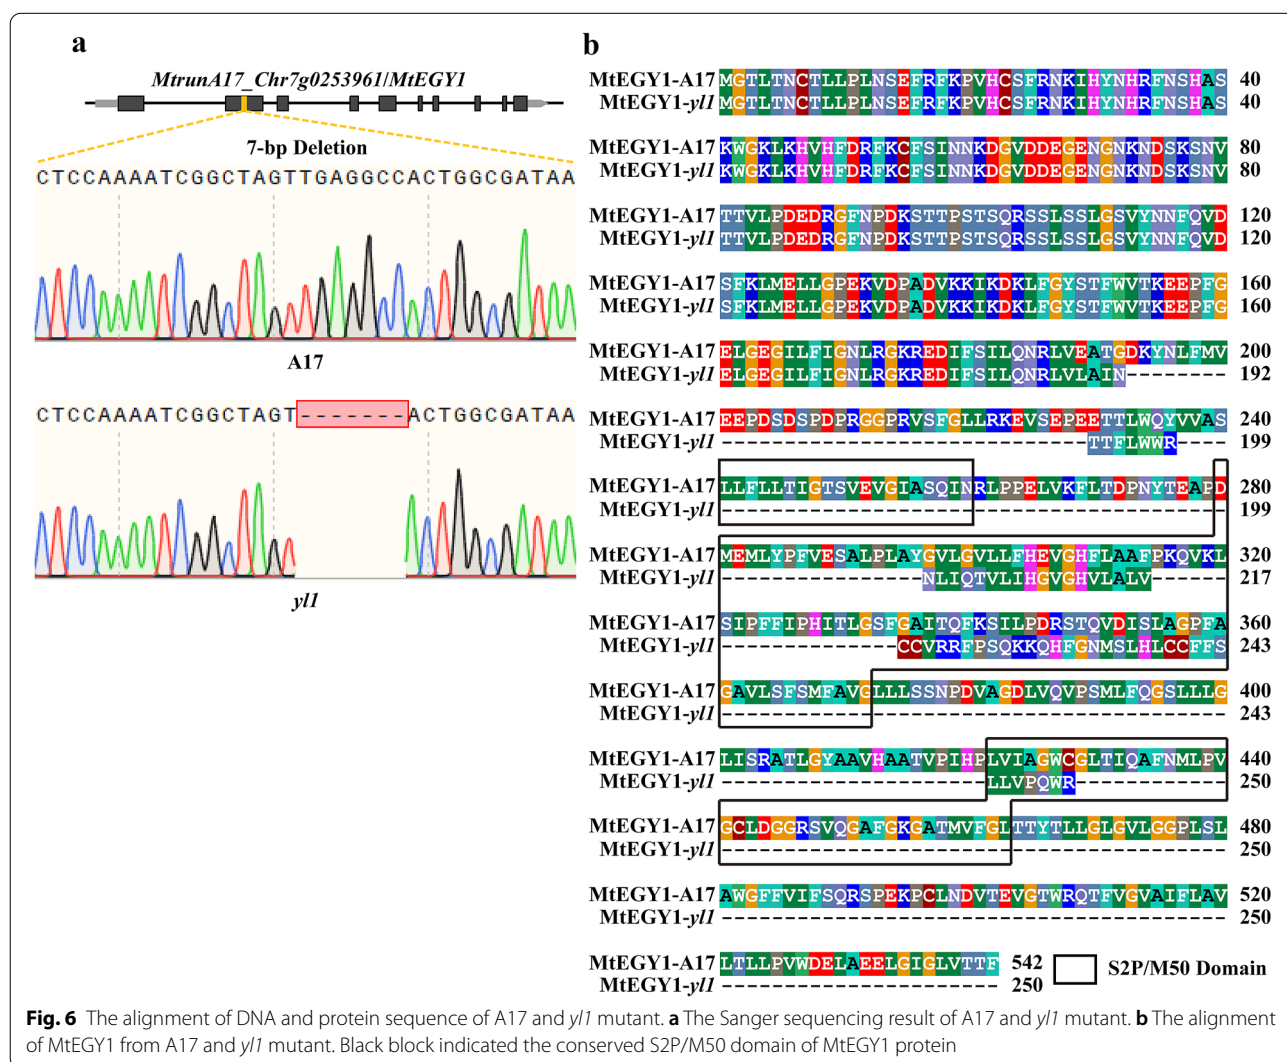 a
MtrunA17_Chr7g0253961/MtEGY1
7-bp Deletion
CTCCAAAATCGGCTAGTTGAGGCCACTGGCGATAA
A17
CTCCAAAATCGGCTAGT-------ACTGGCGATAA
yl1
b
MtEGY1-A17 MGTLTNCTLLPLNSEFRFKPVHCSFRNKIHYNHRFNSHAS 40
MtEGY1-yl1 MGTLTNCTLLPLNSEFRFKPVHCSFRNKIHYNHRFNSHAS 40
MtEGY1-A17 KWGKLKHVHFDRFKCFSINNKDGVDDEGENGNKNDSKSNV 80
MtEGY1-yl1 KWGKLKHVHFDRFKCFSINNKDGVDDEGENGNKNDSKSNV 80
MtEGY1-A17 TTVLPDEDRGFNPDKSTTPSTSQRSSLSSLGSVYNNFQVD 120
MtEGY1-yl1 TTVLPDEDRGFNPDKSTTPSTSQRSSLSSLGSVYNNFQVD 120
MtEGY1-A17 SFKLMELLGPEKVDPADVKKIKDKLFGYSTFWVTKEEPFG 160
MtEGY1-yl1 SFKLMELLGPEKVDPADVKKIKDKLFGYSTFWVTKEEPFG 160
MtEGY1-A17 ELGEGILFIGNLRGKREDIFSILQNRLVEATGDKYNLFMV 200
MtEGY1-yl1 ELGEGILFIGNLRGKREDIFSILQNRLVLAIN-------- 192
MtEGY1-A17 EEPDSDSPDPRGGPRVSFGLLRKEVSEPEETTLWQYVVAS 240
MtEGY1-yl1 -----------------------------TTFLWWR---- 199
MtEGY1-A17 LLFLLTIGTSVEVGIASQINRLPPELVKFLTDPNYTEAPD 280
MtEGY1-yl1 ---------------------------------------- 199
MtEGY1-A17 MEMLYPFVESALPLAYGVLGVLLFHEVGHFLAAFPKQVKL 320
MtEGY1-yl1 ----------------NLIQTVLIHGVGHVLALV------ 217
MtEGY1-A17 SIPFFIPHITLGSFGAITQFKSILPDRSTQVDISLAGPFA 360
MtEGY1-yl1 --------------CCVRRFPSQKKQHFGNMSLHLCCFFS 243
MtEGY1-A17 GAVLSFSMFAVGLLLSSNPDVAGDLVQVPSMLFQGSLLLG 400
MtEGY1-yl1 ---------------------------------------- 243
MtEGY1-A17 LISRATLGYAAVHAATVPIHPLVIAGWCGLTIQAFNMLPV 440
MtEGY1-yl1 ---------------------LLVPQWR------------ 250
MtEGY1-A17 GCLDGGRSVQGAFGKGATMVFGLTTYTLLGLGVLGGPLSL 480
MtEGY1-yl1 ---------------------------------------- 250
MtEGY1-A17 AWGFFVIFSQRSPEKPCLNDVTEVGTWRQTFVGVAIFLAV 520
MtEGY1-yl1 ---------------------------------------- 250
MtEGY1-A17 LTLLPVWDELAEELGIGLVTTF 542
MtEGY1-yl1 ---------------------- 250
S2P/M50 Domain
Fig. 6 The alignment of DNA and protein sequence of A17 and yl1 mutant. a The Sanger sequencing result of A17 and yl1 mutant. b The alignment
of MtEGY1 from A17 and yl1 mutant. Black block indicated the conserved S2P/M50 domain of MtEGY1 protein